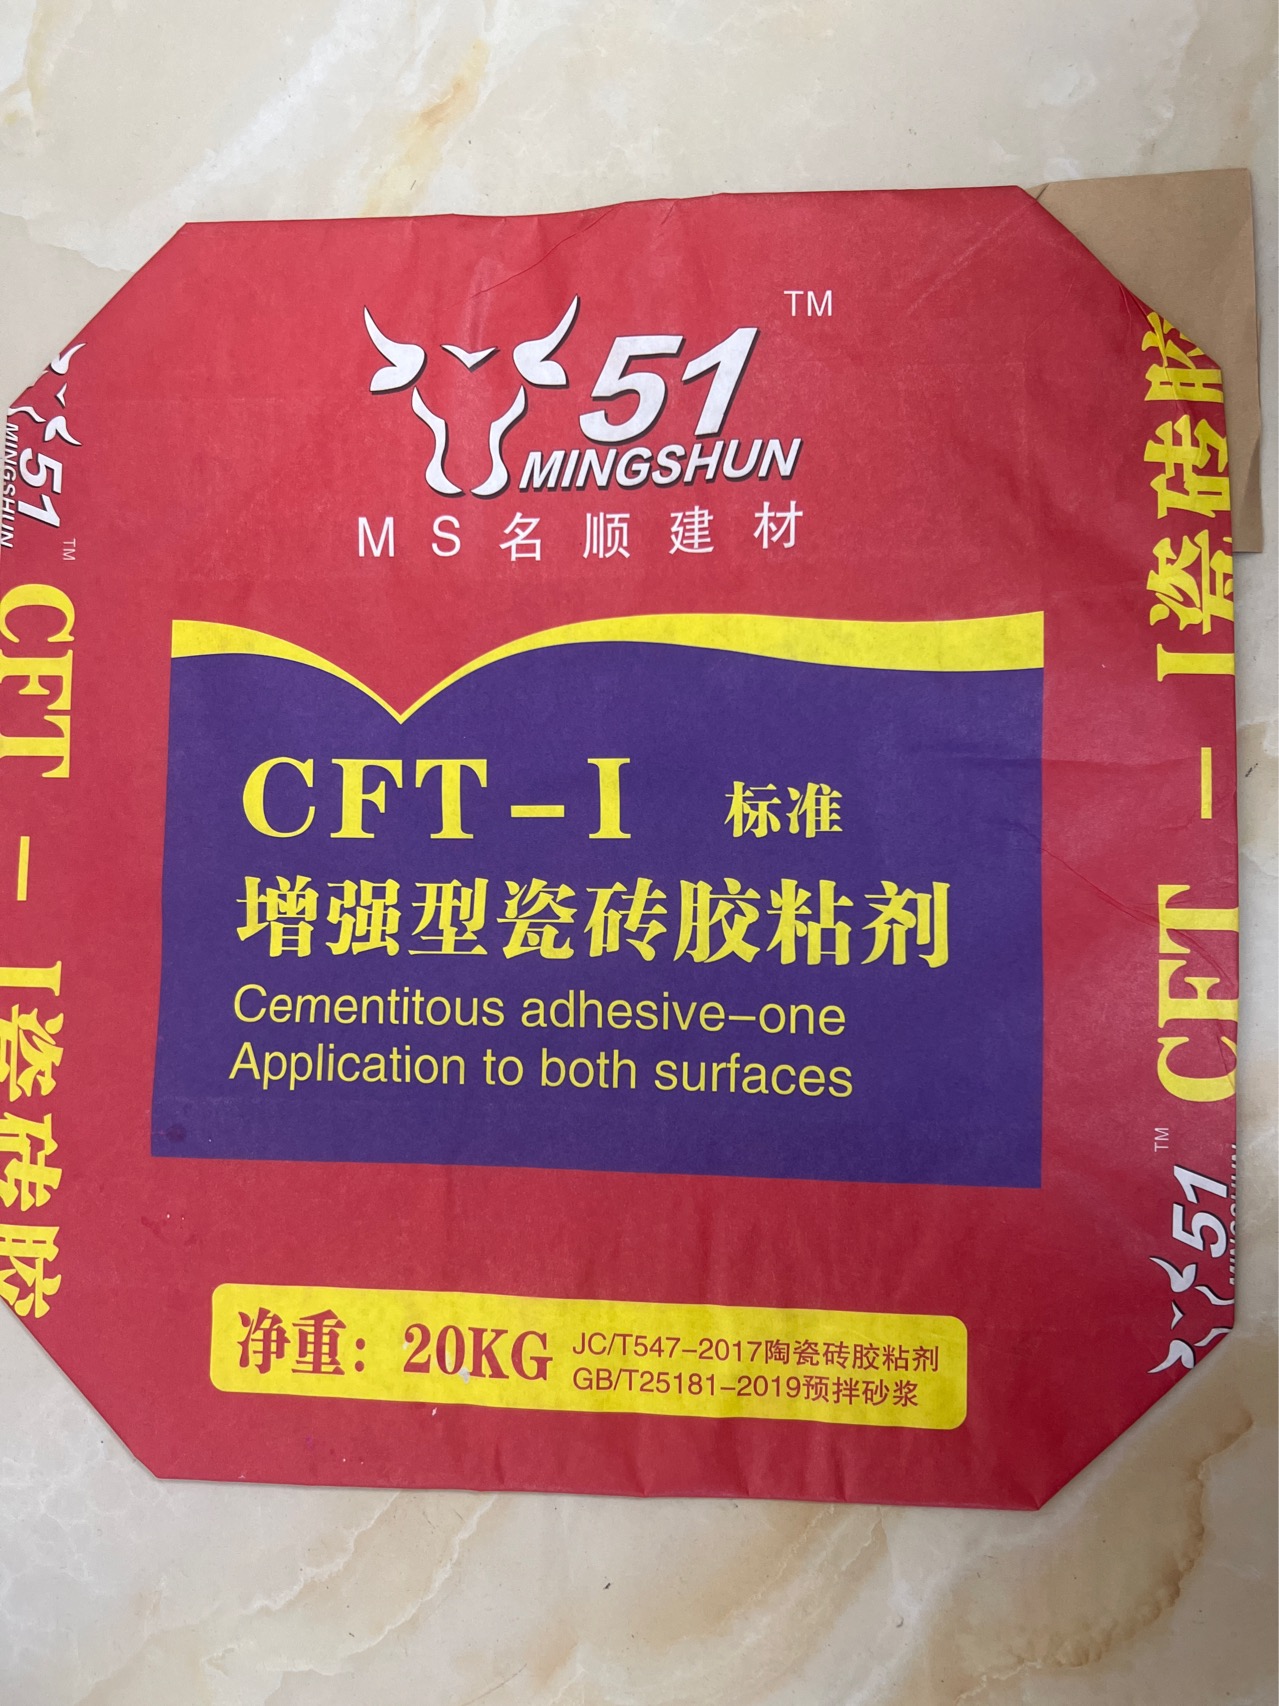 TM
51
MINGSHUN
MS名顺建材
CFT-I 标准
增强型瓷砖胶粘剂
Cementitous adhesive-one
Application to both surfaces
净重：20KG
JC/T547-2017陶瓷砖胶粘剂
GB/T25181-2019预拌砂浆
51
MINGSHUN
TM
CFT-I瓷砖胶
TM
51
MINGSHUN
CFT-I瓷砖胶